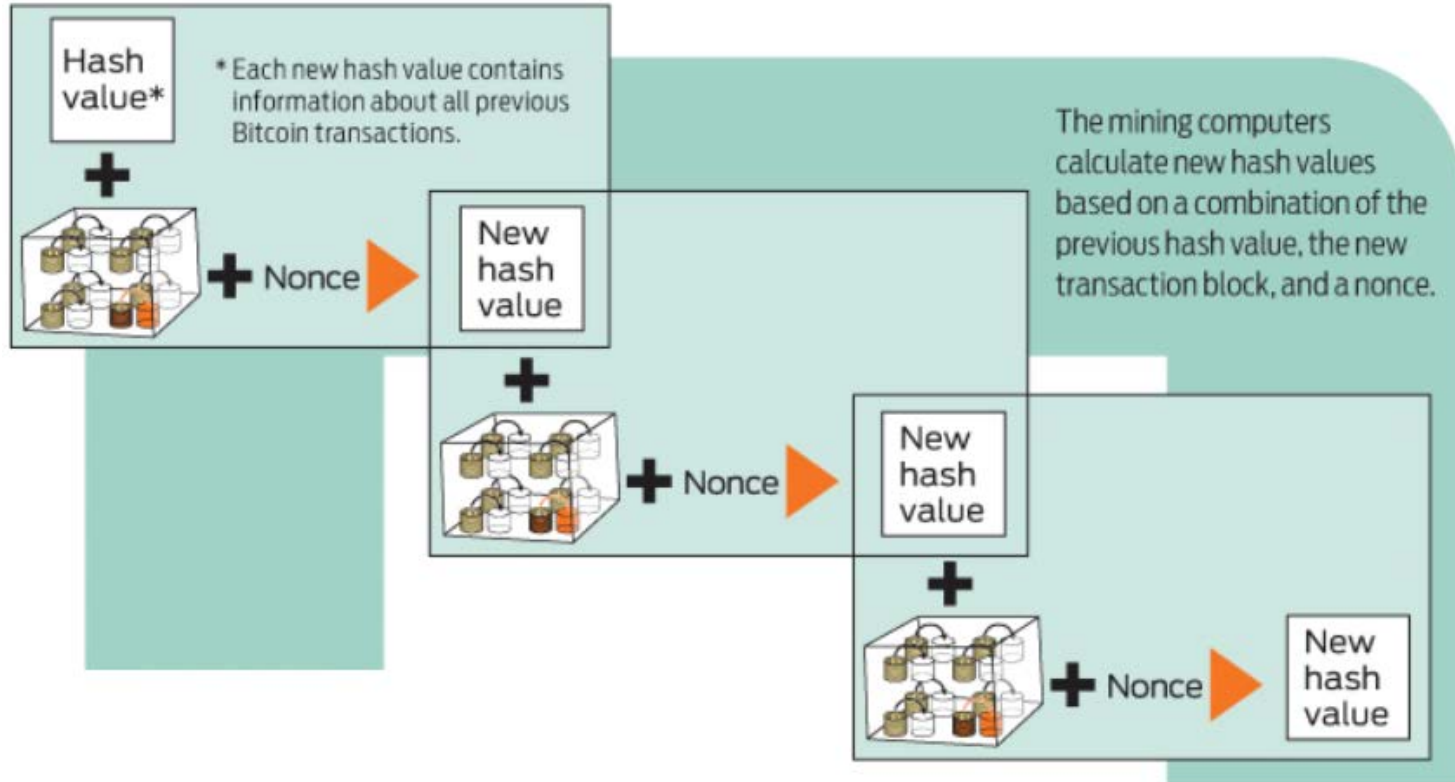 Hash
value*
* Each new hash value contains
information about all previous
Bitcoin transactions.
The mining computers
calculate new hash values
based on a combination of the
previous hash value, the new
transaction block, and a nonce.
+
+ Nonce
New
hash
value
+
+ Nonce
New
hash
value
+
+ Nonce
New
hash
value